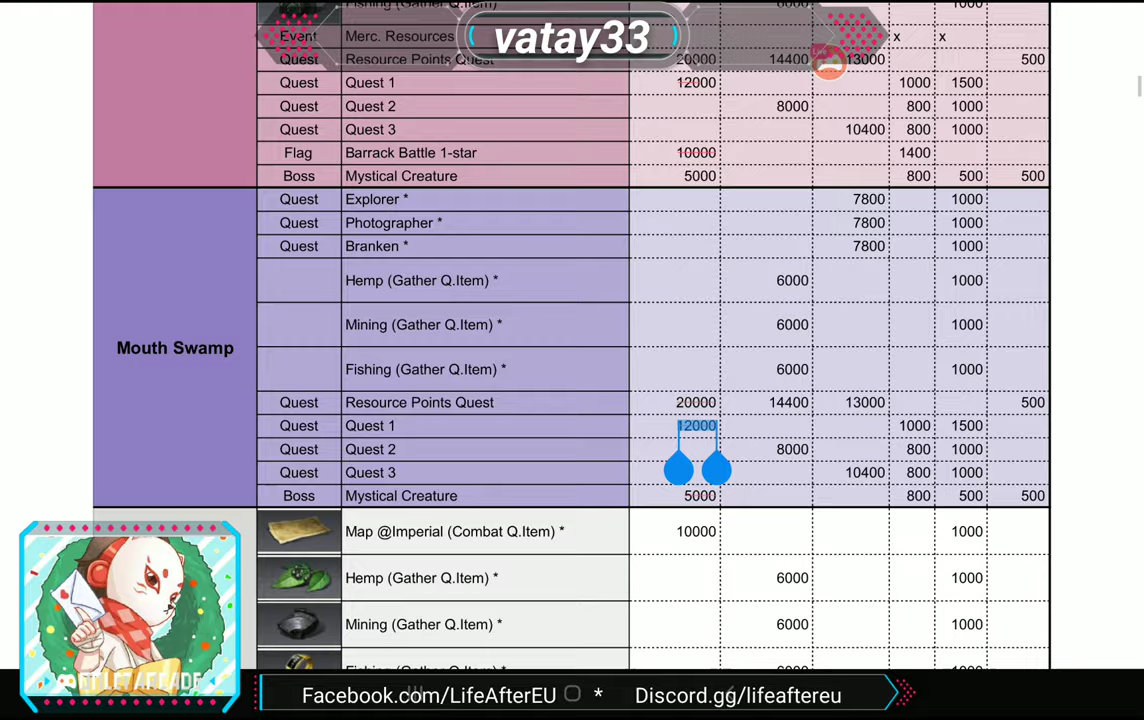 Fishing (Gather Q.Item) 6000 1000
vatay33
Event Merc. Resources x x
Quest Resource Points Quest 20000 14400 13000 500
Quest Quest 1 12000 1000 1500
Quest Quest 2 8000 800 1000
Quest Quest 3 10400 800 1000
Flag Barrack Battle 1-star 10000 1400
Boss Mystical Creature 5000 800 500 500
Quest Explorer * 7800 1000
Quest Photographer * 7800 1000
Quest Branken * 7800 1000
Hemp (Gather Q.Item) * 6000 1000
Mining (Gather Q.Item) * 6000 1000
Mouth Swamp
Fishing (Gather Q.Item) * 6000 1000
Quest Resource Points Quest 20000 14400 13000 500
Quest Quest 1 12000 1000 1500
Quest Quest 2 8000 800 1000
Quest Quest 3 10400 800 1000
Boss Mystical Creature 5000 800 500 500
Map @Imperial (Combat Q.Item) * 10000 1000
Hemp (Gather Q.Item) * 6000 1000
Mining (Gather Q.Item) * 6000 1000
Facebook.com/LifeAfterEU * Discord.gg/lifeaftereu